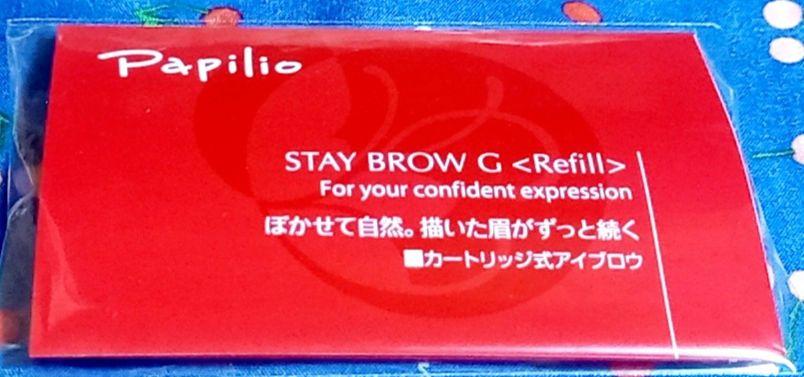 Papilio
STAY BROW G <Refill>
For your confident expression
ぼかせて自然。描いた眉がずっと続く
■カートリッジ式アイブロウ